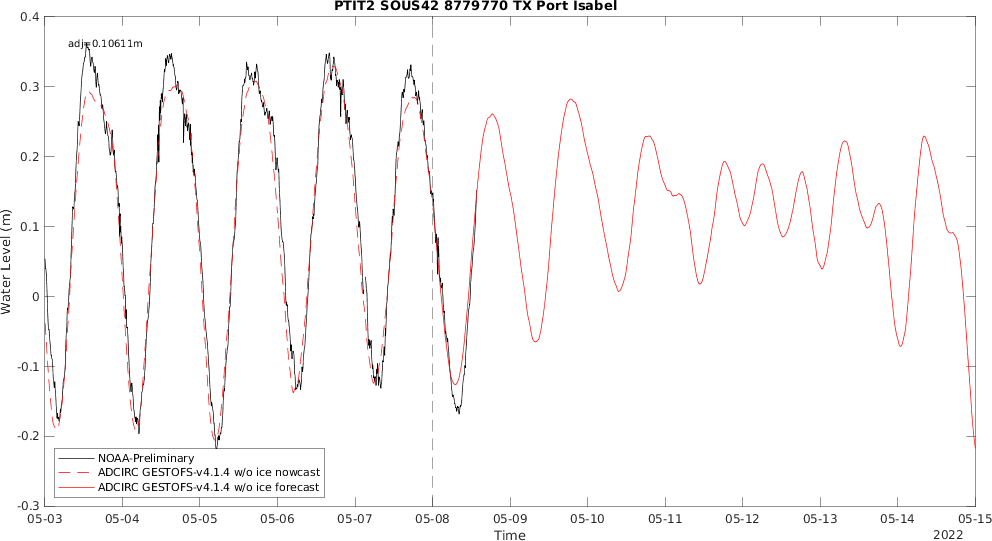 PTIT2 SOUS42 8779770 TX Port Isabel
adj=0.10611m
0.4
0.3
0.2
0.1
0
-0.1
-0.2
-0.3
Water Level (m)
NOAA-Preliminary
ADCIRC GESTOFS-v4.1.4 w/o ice nowcast
ADCIRC GESTOFS-v4.1.4 w/o ice forecast
05-03 05-04 05-05 05-06 05-07 05-08 05-09 05-10 05-11 05-12 05-13 05-14 05-15
Time
2022